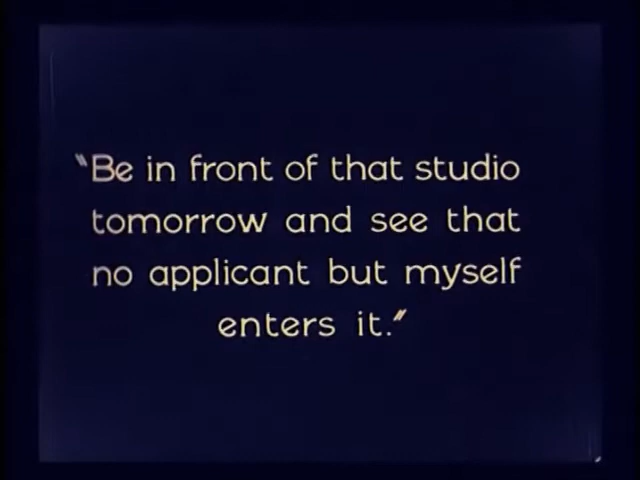 "Be in front of that studio
tomorrow and see that
no applicant but myself
enters it."